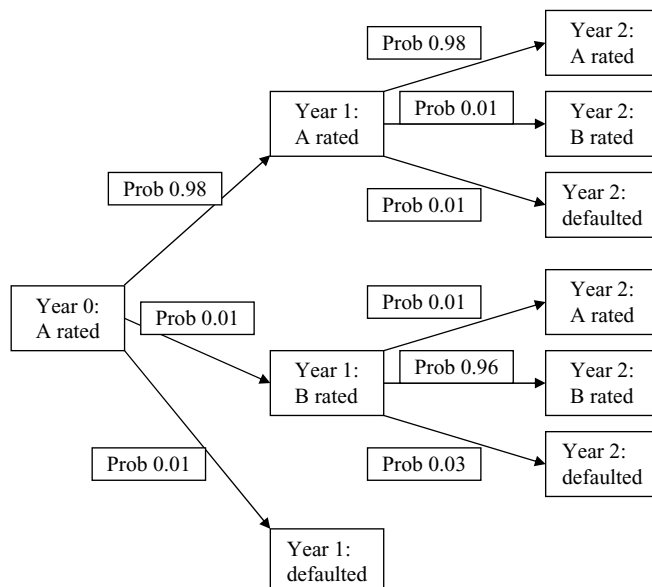 Year 2:
A rated
Prob 0.98
Year 1:
A rated
Prob 0.01
Year 2:
B rated
Prob 0.98
Prob 0.01
Year 2:
defaulted
Year 0:
A rated
Prob 0.01
Prob 0.01
Year 2:
A rated
Year 1:
B rated
Prob 0.96
Year 2:
B rated
Prob 0.01
Prob 0.03
Year 2:
defaulted
Year 1:
defaulted